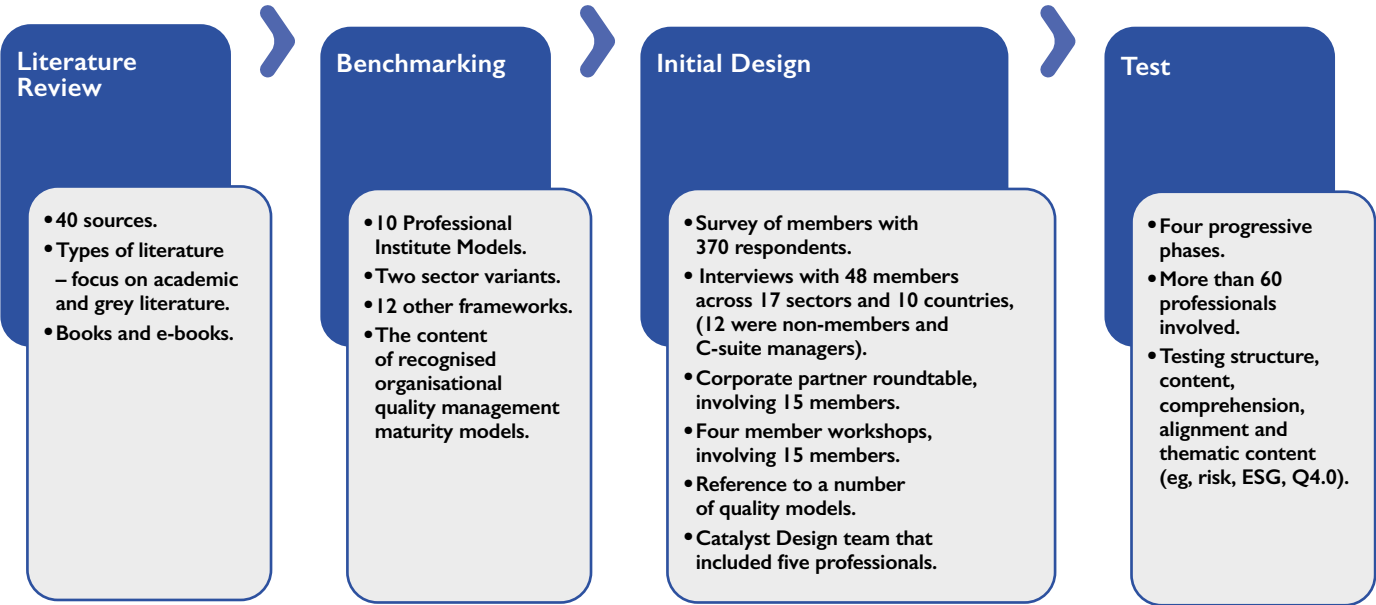 Literature
Review
• 40 sources.
• Types of literature
– focus on academic
and grey literature.
• Books and e-books.
Benchmarking
• 10 Professional
Institute Models.
• Two sector variants.
• 12 other frameworks.
• The content
of recognised
organisational
quality management
maturity models.
Initial Design
• Survey of members with
370 respondents.
• Interviews with 48 members
across 17 sectors and 10 countries,
(12 were non-members and
C-suite managers).
• Corporate partner roundtable,
involving 15 members.
• Four member workshops,
involving 15 members.
• Reference to a number
of quality models.
• Catalyst Design team that
included five professionals.
Test
• Four progressive
phases.
• More than 60
professionals
involved.
• Testing structure,
content,
comprehension,
alignment and
thematic content
(eg, risk, ESG, Q4.0).